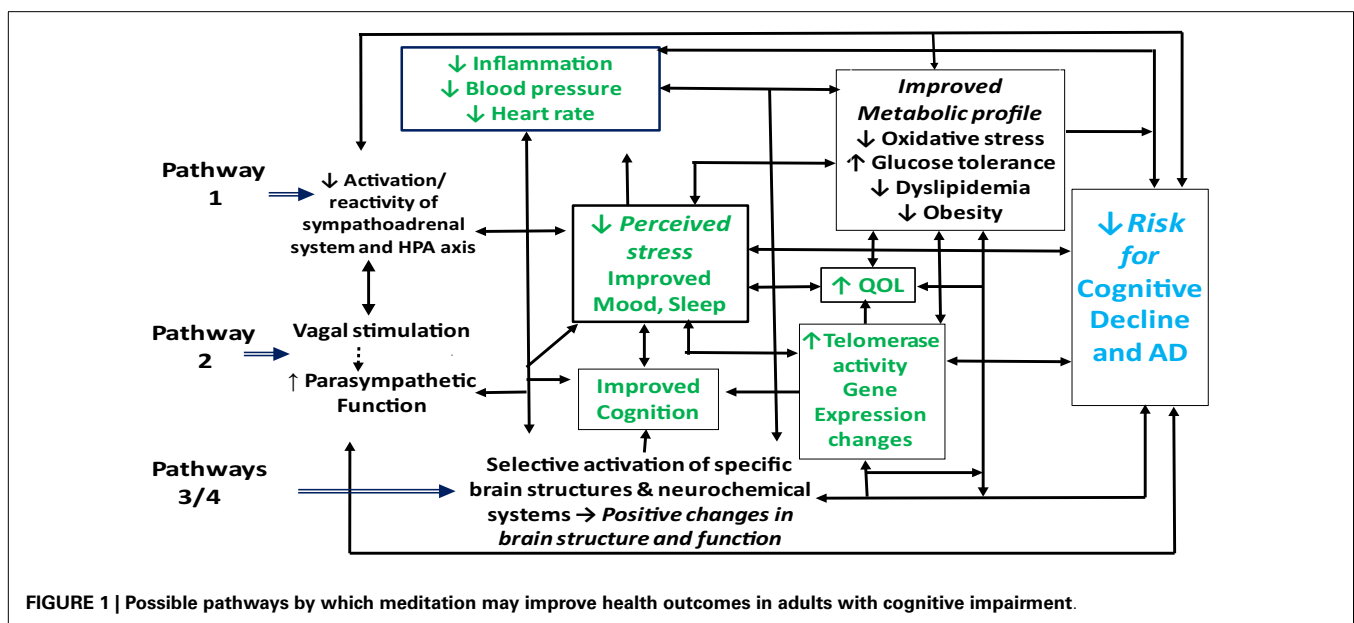 ↓ Inflammation
↓ Blood pressure
↓ Heart rate
Improved
Metabolic profile
↓ Oxidative stress
↑ Glucose tolerance
↓ Dyslipidemia
↓ Obesity
Pathway
1
↓ Activation/
reactivity of
sympathoadrenal
system and HPA axis
↓ Perceived
stress
Improved
Mood, Sleep
↑ QOL
↓ Risk
for
Cognitive
Decline
and AD
Pathway
2
Vagal stimulation
↑ Parasympathetic
Function
Improved
Cognition
↑ Telomerase
activity
Gene
Expression
changes
Pathways
3/4
Selective activation of specific
brain structures & neurochemical
systems → Positive changes in
brain structure and function
FIGURE 1 | Possible pathways by which meditation may improve health outcomes in adults with cognitive impairment.